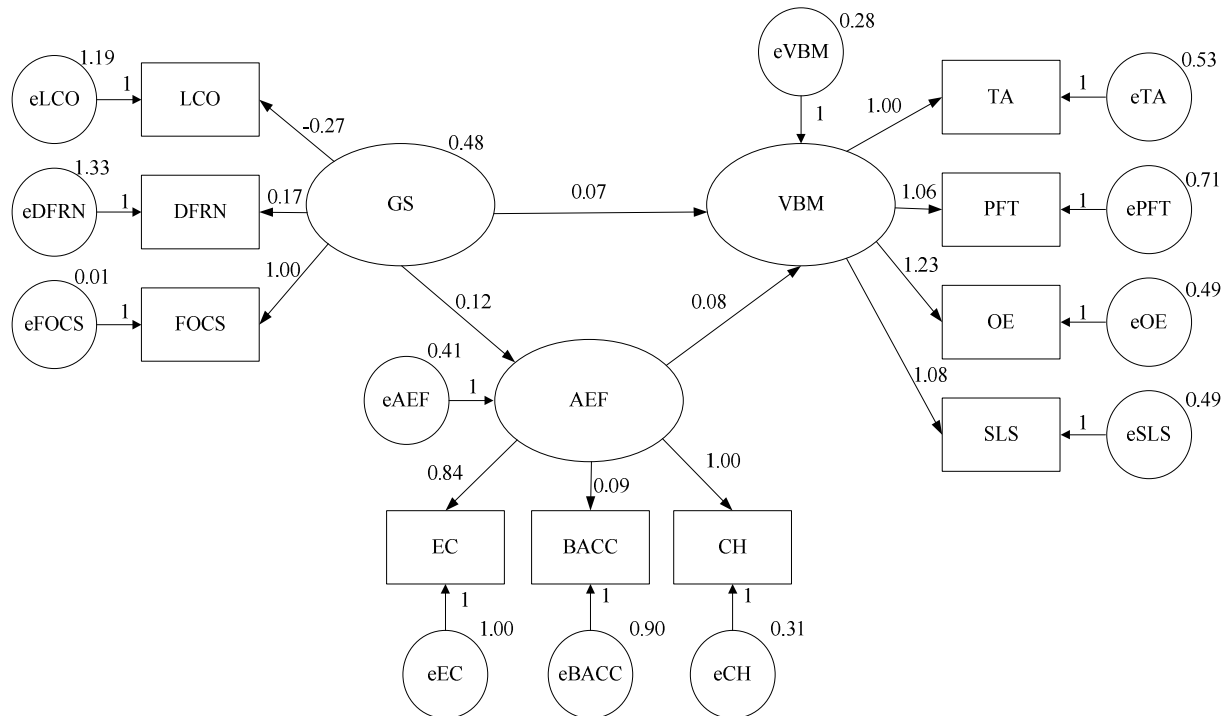 0.28
eVBM
1
1.19
eLCO
1
LCO
-0.27
1.33
eDFRN
1
DFRN
0.17
0.01
eFOCS
1
FOCS
1.00
0.48
GS
0.07
VBM
1.00
TA
1
eTA
0.53
1.06
PFT
1
ePFT
0.71
1.23
OE
1
eOE
0.49
1.08
SLS
1
eSLS
0.49
0.12
0.08
0.41
eAEF
1
AEF
0.84
0.09
1.00
EC
BACC
CH
1
1
1
1.00
0.90
0.31
eEC
eBACC
eCH